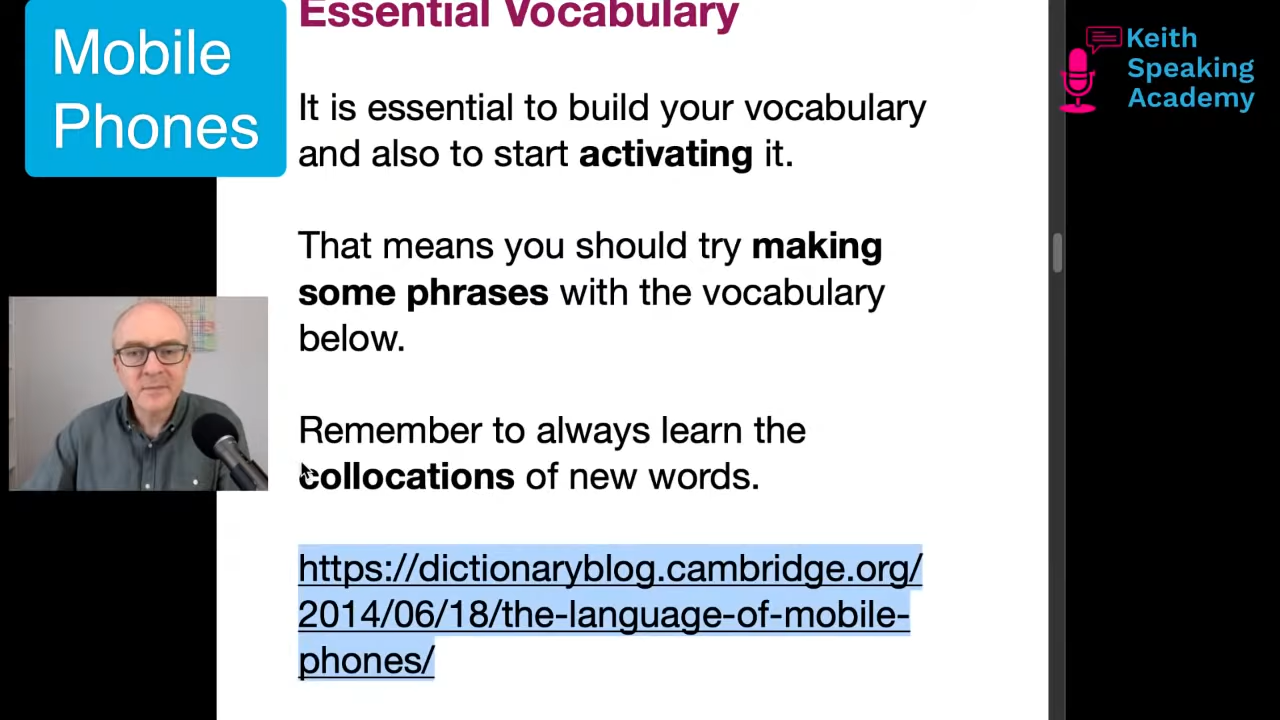 Mobile
Phones
Essential Vocabulary
It is essential to build your vocabulary
and also to start activating it.
That means you should try making
some phrases with the vocabulary
below.
Remember to always learn the
collocations of new words.
https://dictionaryblog.cambridge.org/
2014/06/18/the-language-of-mobile-
phones/
Keith
Speaking
Academy